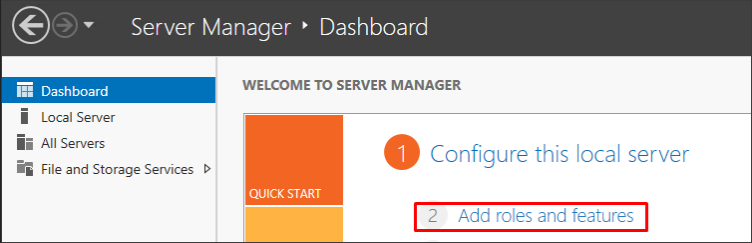 Server Manager ‣ Dashboard
Dashboard
Local Server
All Servers
File and Storage Services
WELCOME TO SERVER MANAGER
QUICK START
1 Configure this local server
2 Add roles and features